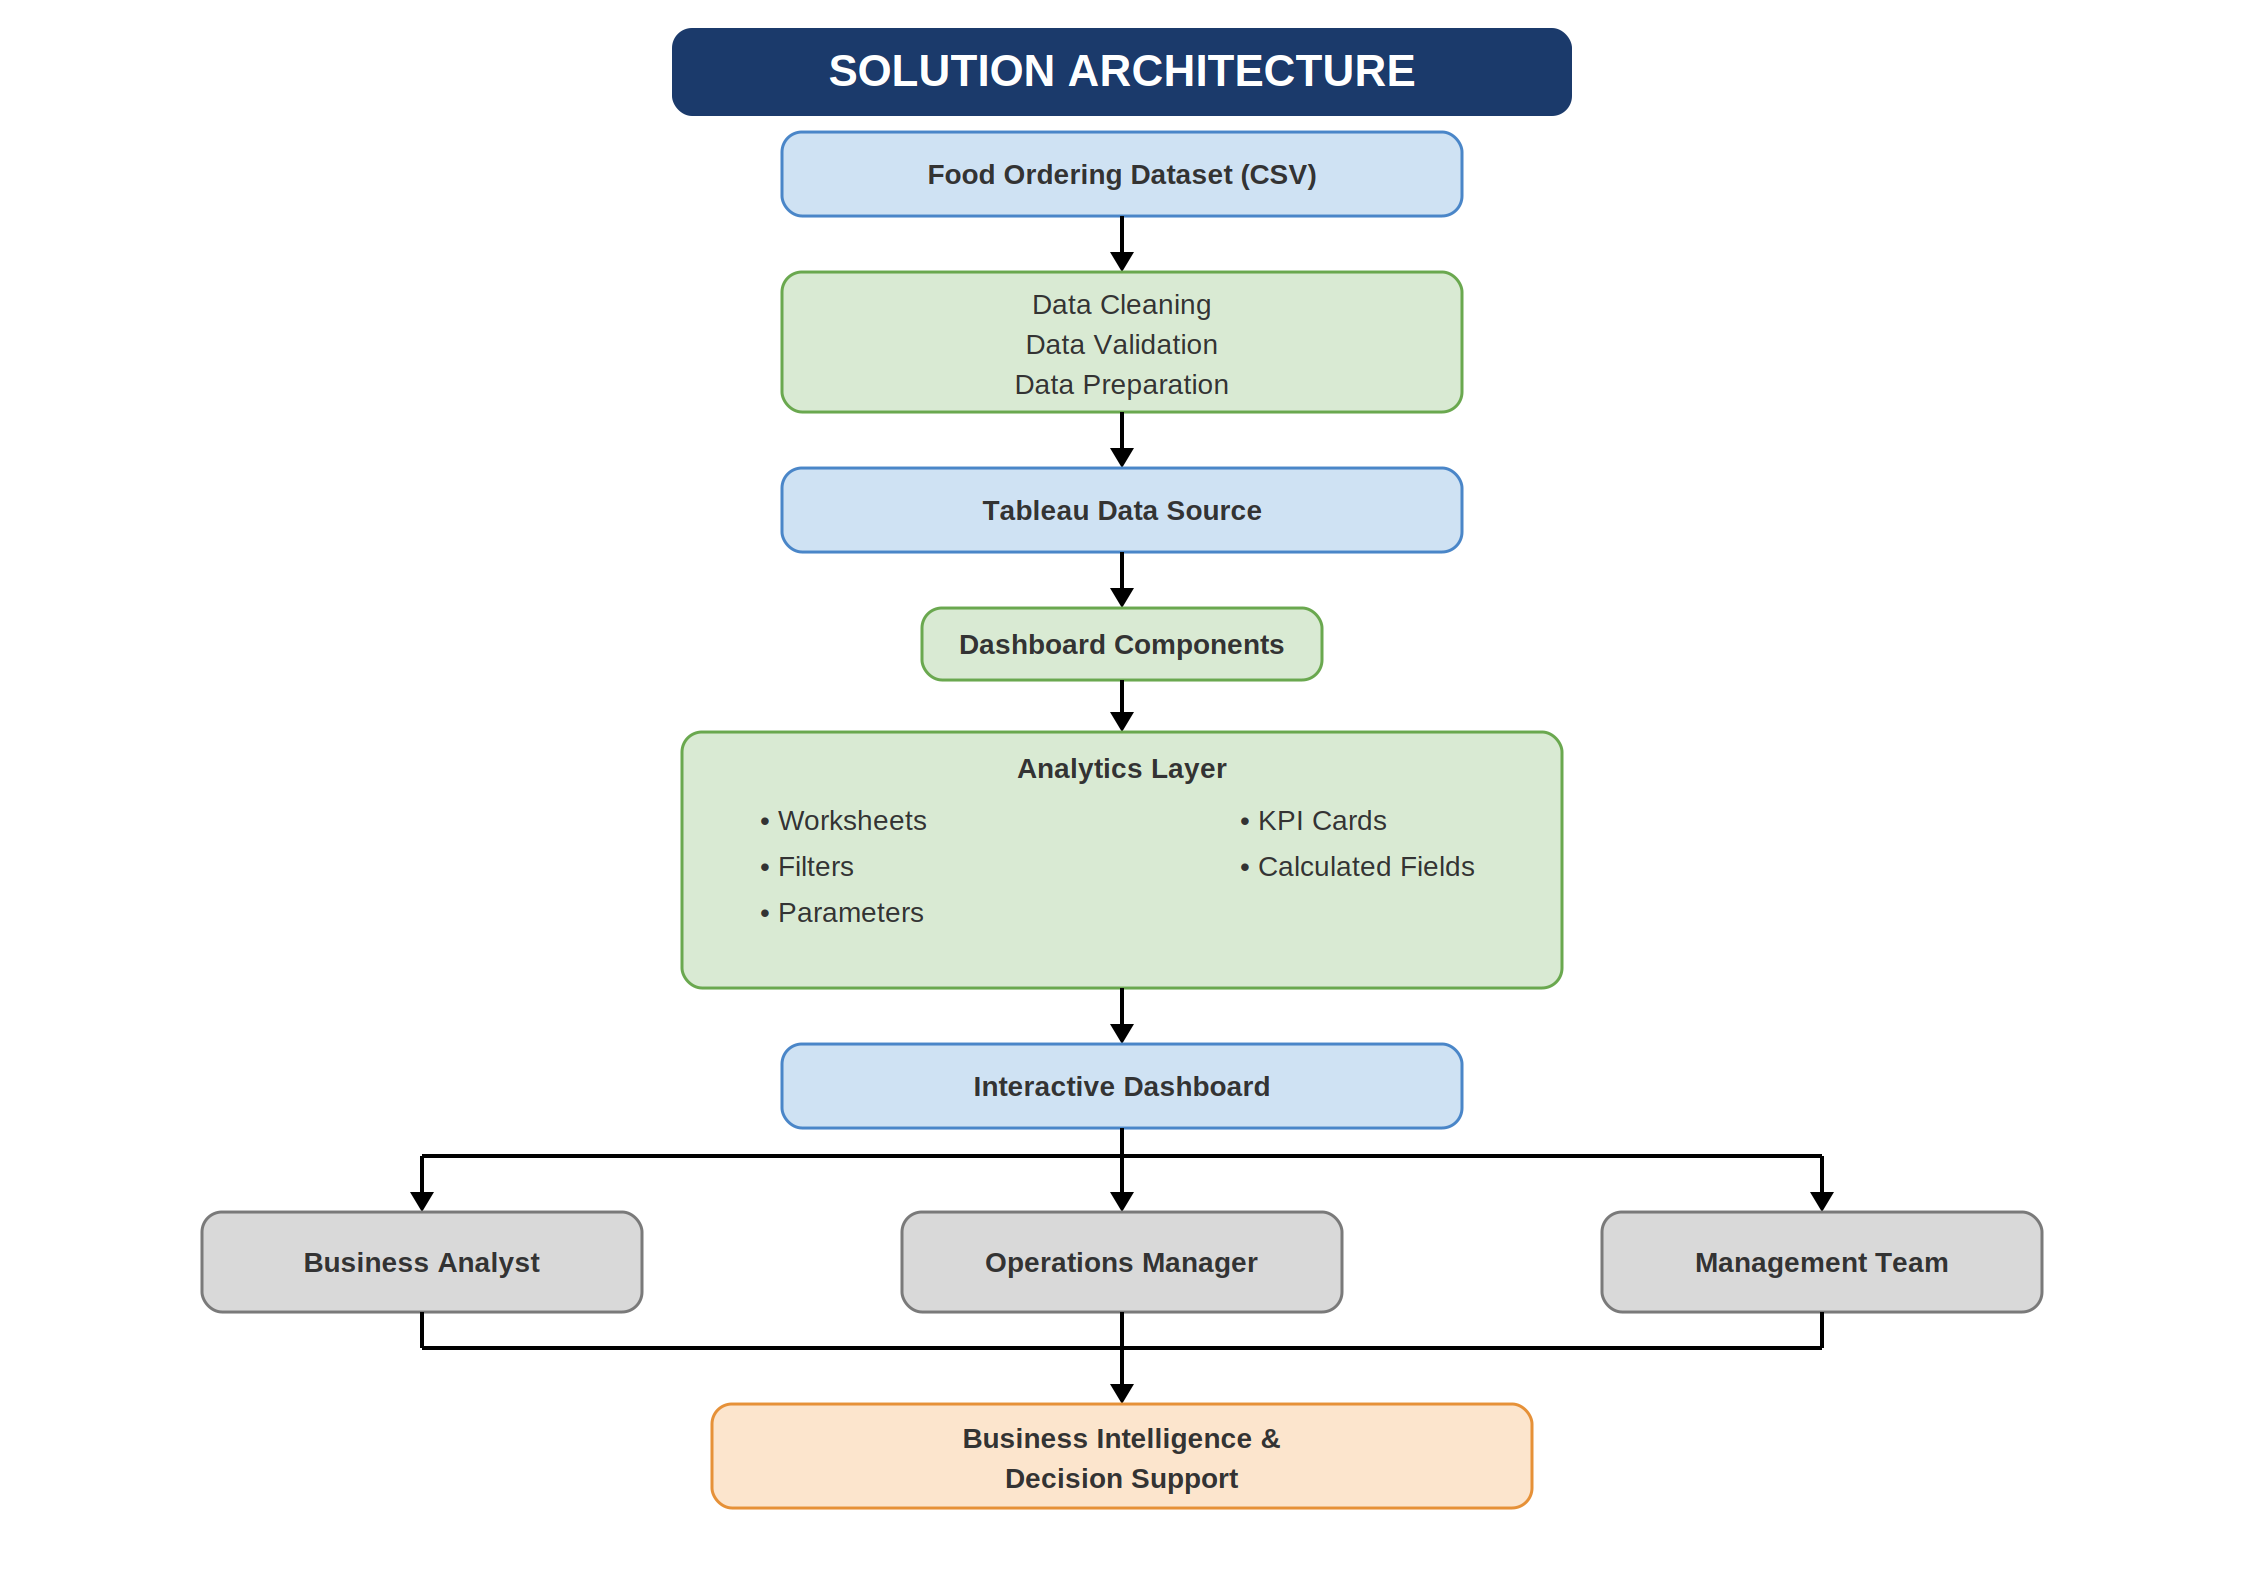 SOLUTION ARCHITECTURE
Food Ordering Dataset (CSV)
Data Cleaning
Data Validation
Data Preparation
Tableau Data Source
Dashboard Components
Analytics Layer
• Worksheets
• Filters
• Parameters
• KPI Cards
• Calculated Fields
Interactive Dashboard
Business Analyst
Operations Manager
Management Team
Business Intelligence &
Decision Support